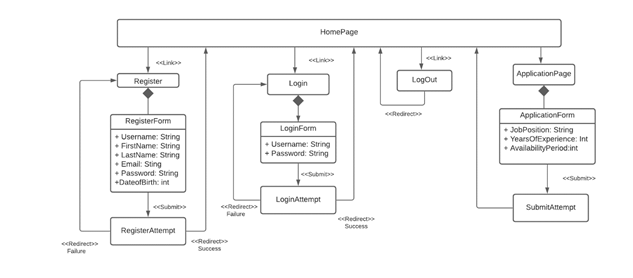 HomePage
<<Link>>
<<Link>>
<<Link>>
Register
Login
LogOut
ApplicationPage
<<Redirect>>
RegisterForm
+ Username: String
+ FirstName: String
+ LastName: String
+ Email: Sting
+ Password: String
+DateofBirth: int
LoginForm
+ Username: String
+ Password: String
ApplicationForm
+ JobPosition: String
+ YearsOfExperience: Int
+ AvailabilityPeriod:int
<<Submit>>
<<Submit>>
<<Submit>>
RegisterAttempt
LoginAttempt
SubmitAttempt
<<Redirect>>
Failure
<<Redirect>>
Success
<<Redirect>>
Failure
<<Redirect>>
Success